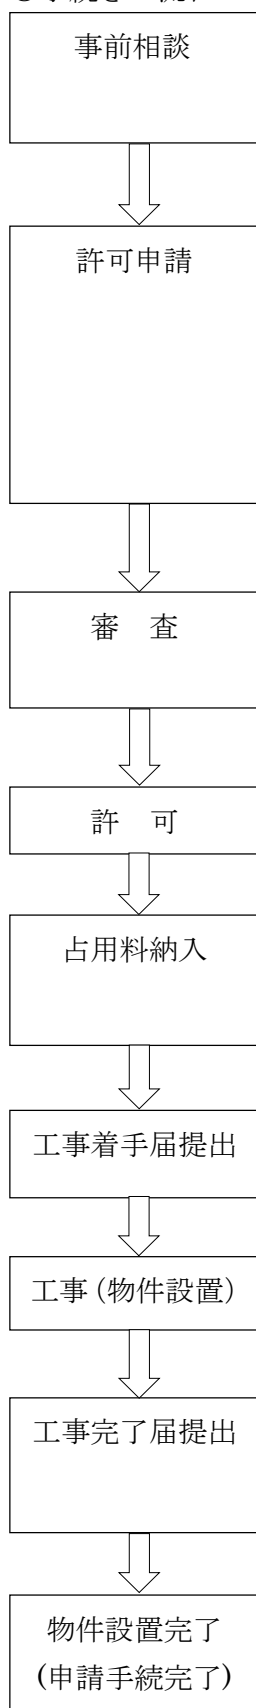 事前相談
許可申請
審　査
許　可
占用料納入
工事着手届提出
工事（物件設置）
工事完了届提出
物件設置完了
(申請手続完了)